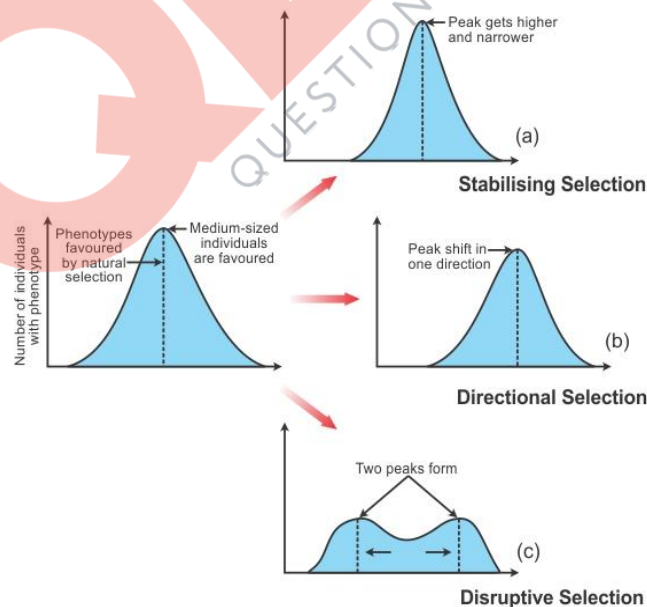 Peak gets higher
and narrower
QUESTION
(a)
Stabilising Selection
Number of individuals
with phenotype
Phenotypes
favoured
by natural
selection
Medium-sized
individuals
are favoured
Peak shift in
one direction
(b)
Directional Selection
Two peaks form
(c)
Disruptive Selection